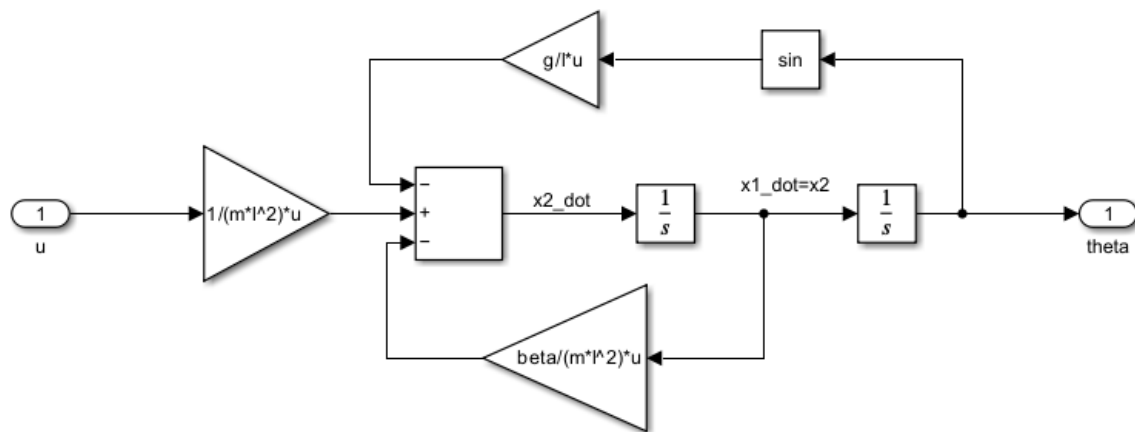 g/l*u
sin
1
u
1/(m*l^2)*u
−
+
−
x2_dot
1
s
x1_dot=x2
1
s
1
theta
beta/(m*l^2)*u